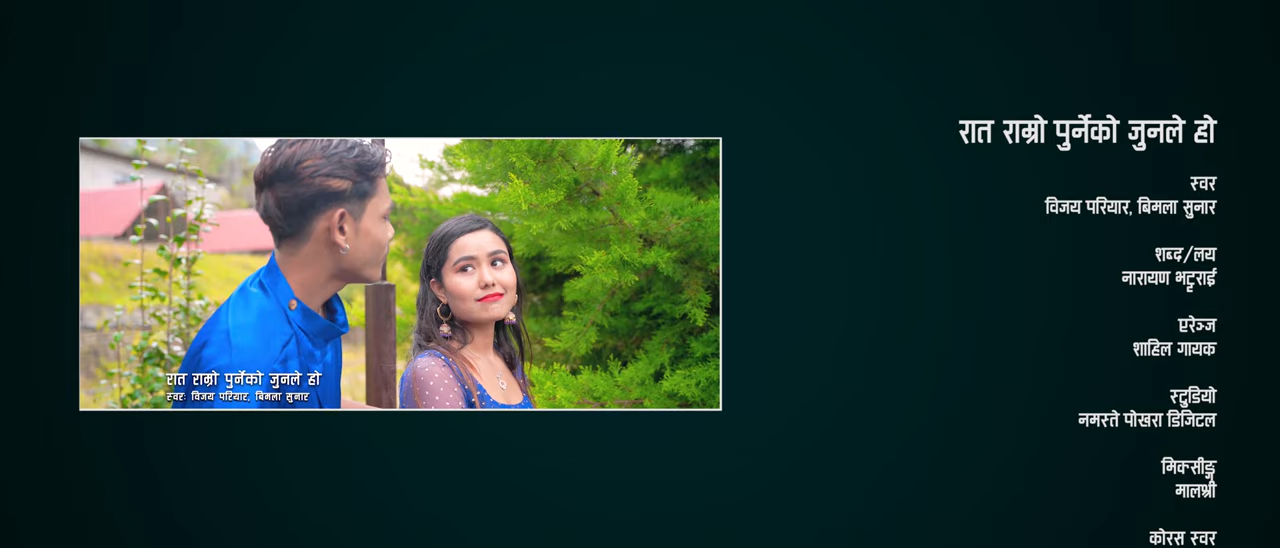 रात राम्रो पुर्नेको जुनले हो
स्वरः विजय परियार, बिमला सुनार
रात राम्रो पुर्नेको जुनले हो
स्वर
विजय परियार, बिमला सुनार
शब्द/लय
नारायण भट्टराई
एरेञ्ज
शाहिल गायक
स्टुडियो
नमस्ते पोखरा डिजिटल
मिक्सीङ्ग
मालश्री
कोरस स्वर